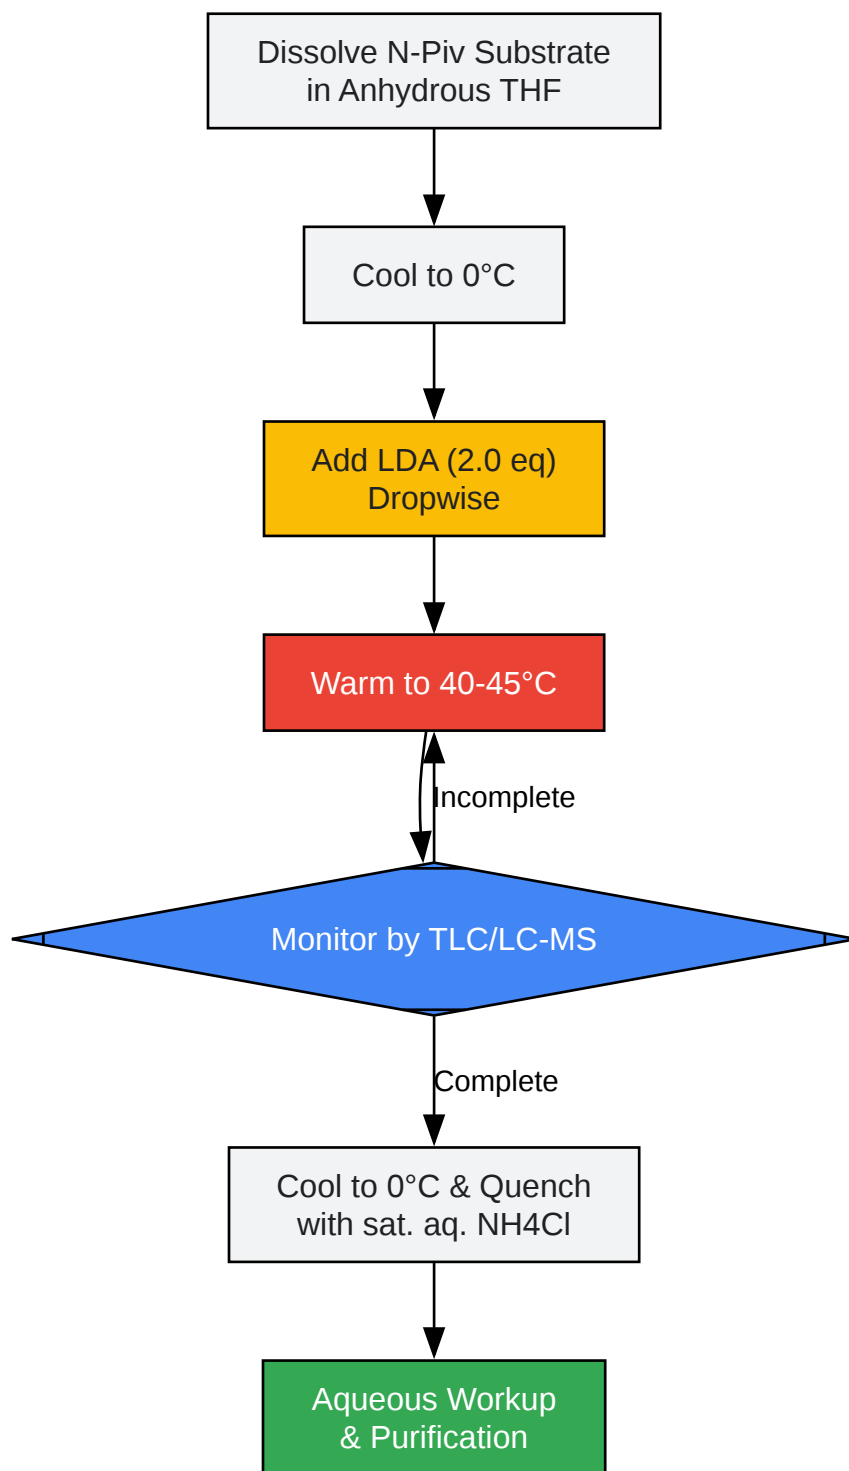 Dissolve N-Piv Substrate
in Anhydrous THF
Cool to 0°C
Add LDA (2.0 eq)
Dropwise
Warm to 40-45°C
Incomplete
Monitor by TLC/LC-MS
Complete
Cool to 0°C & Quench
with sat. aq. NH4Cl
Aqueous Workup
& Purification